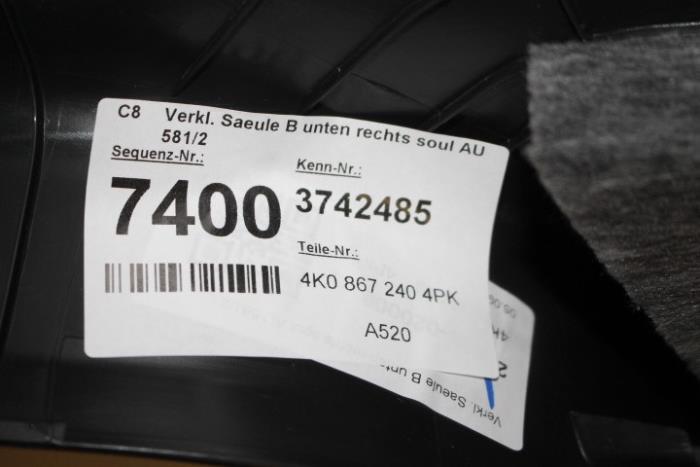 C8 Verkl. Saeule B unten rechts soul AU
581/2
Sequenz-Nr.:
Kenn-Nr.:
7400
3742485
Teile-Nr.:
4K0 867 240 4PK
A520
Verkl. Saeule B unte